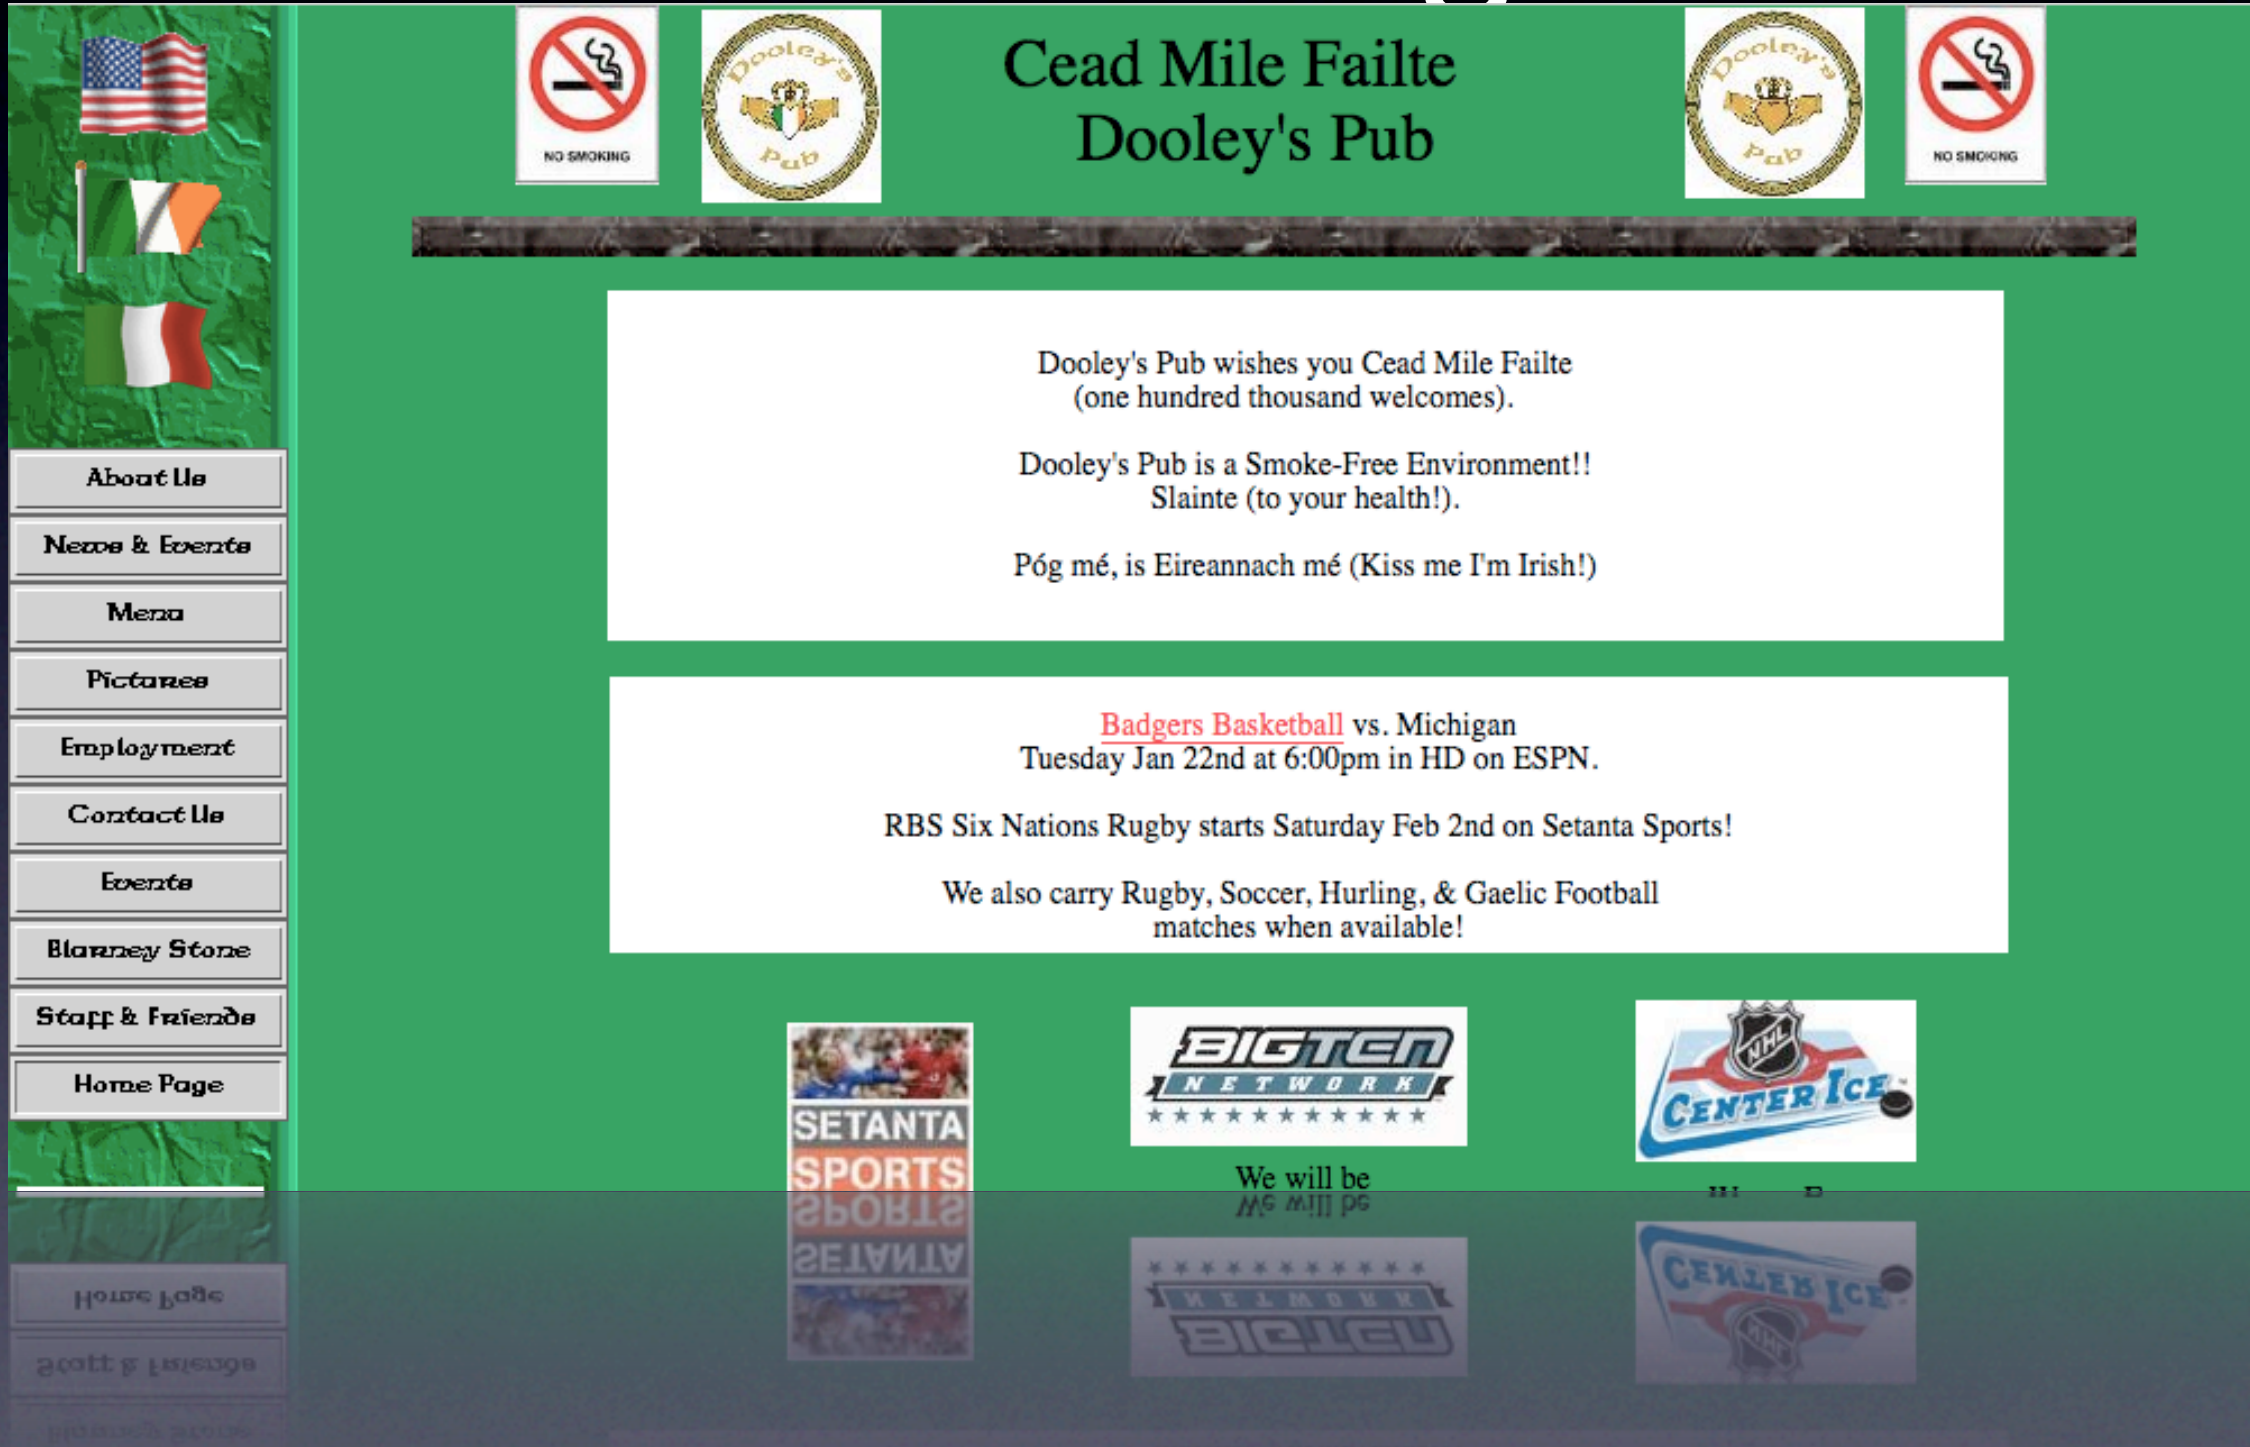 NO SMOKING
Dooley's
Pub
Cead Mile Failte
Dooley's Pub
Dooley's
Pub
NO SMOKING
About Us
News & Events
Menu
Pictures
Employment
Contact Us
Events
Blarney Stone
Staff & Friends
Home Page
Dooley's Pub wishes you Cead Mile Failte
(one hundred thousand welcomes).
Dooley's Pub is a Smoke-Free Environment!!
Slainte (to your health!).
Póg mé, is Eireannach mé (Kiss me I'm Irish!)
Badgers Basketball vs. Michigan
Tuesday Jan 22nd at 6:00pm in HD on ESPN.
RBS Six Nations Rugby starts Saturday Feb 2nd on Setanta Sports!
We also carry Rugby, Soccer, Hurling, & Gaelic Football
matches when available!
SETANTA
SPORTS
BIGTEN
NETWORK
We will be
NHL
CENTER ICE